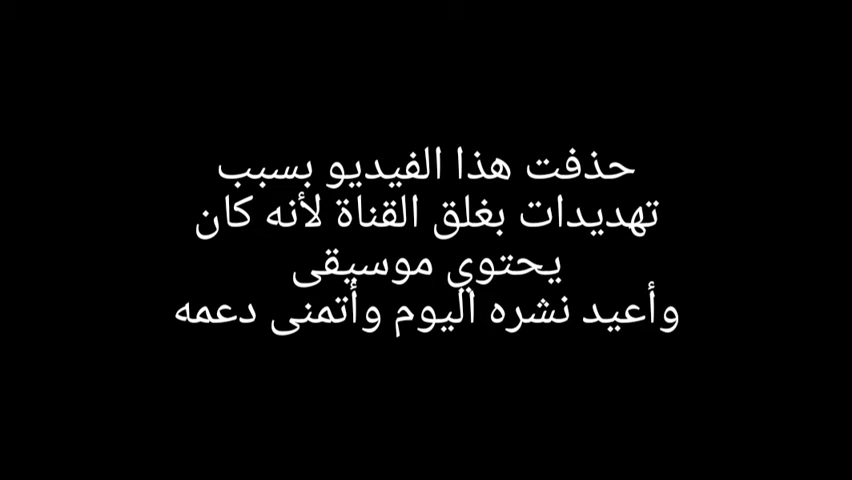 حذفت هذا الفيديو بسبب
تهديدات بغلق القناة لأنه كان
يحتوي موسيقى
وأعيد نشره اليوم وأتمنى دعمه